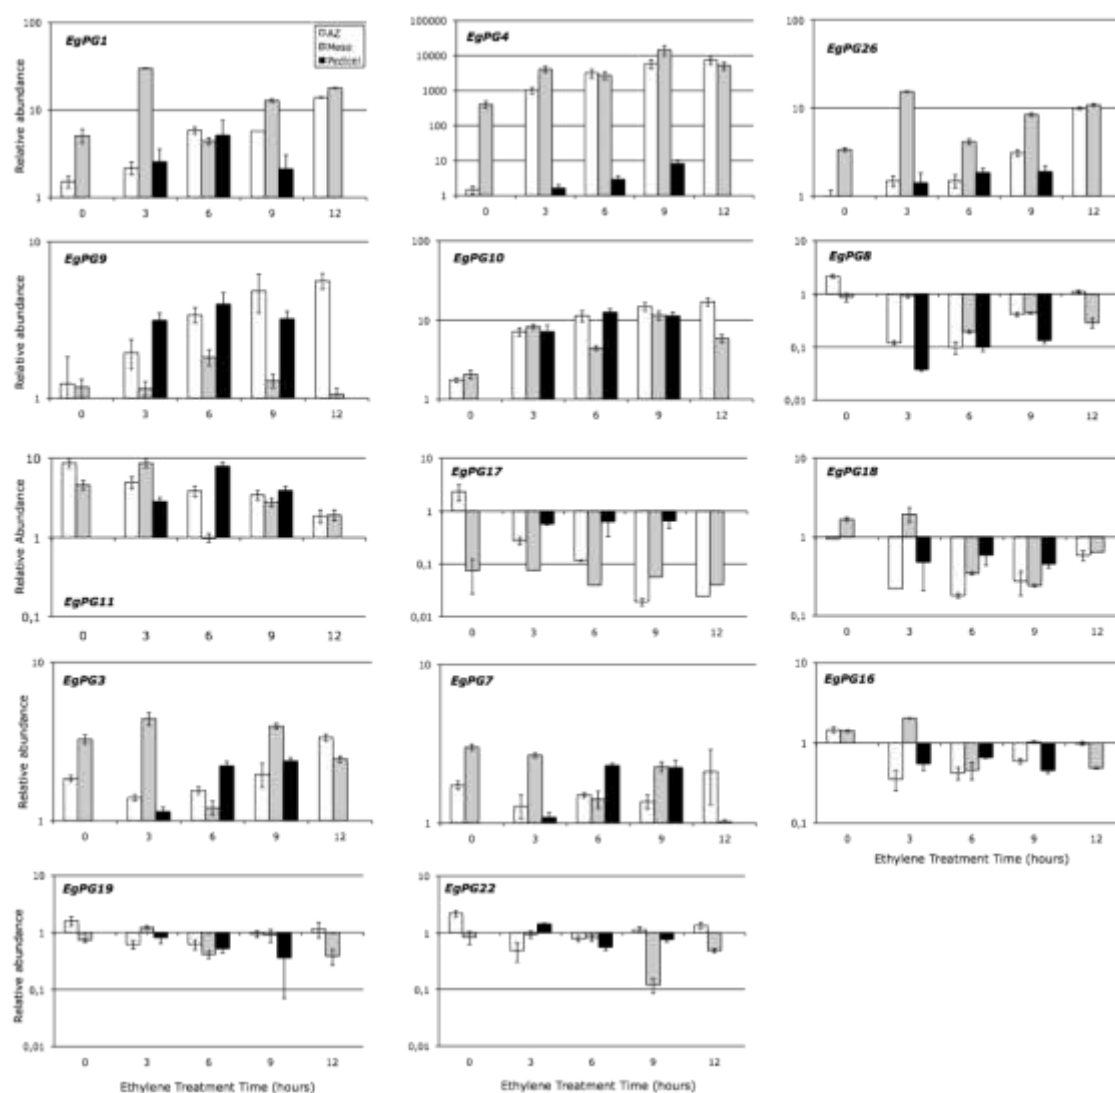 EgPG1
AZ
Meso
Pedicel
Relative abundance
100
10
1
0 3 6 9 12
EgPG4
100000
10000
1000
100
10
1
0 3 6 9 12
EgPG26
100
10
1
0 3 6 9 12
EgPG9
Relative abundance
10
1
0 3 6 9 12
EgPG10
100
10
1
0 3 6 9 12
EgPG8
10
1
0,1
0,01
0 3 6 9 12
EgPG11
Relative Abundance
10
1
0,1
0 3 6 9 12
EgPG17
10
1
0,1
0,01
0 3 6 9 12
EgPG18
10
1
0,1
0 3 6 9 12
EgPG3
Relative abundance
10
1
0 3 6 9 12
EgPG7
10
1
0 3 6 9 12
EgPG16
10
1
0,1
0 3 6 9 12
Ethylene Treatment Time (hours)
EgPG19
Relative abundance
10
1
0,1
0,01
0 3 6 9 12
Ethylene Treatment Time (hours)
EgPG22
10
1
0,1
0,01
0 3 6 9 12
Ethylene Treatment Time (hours)